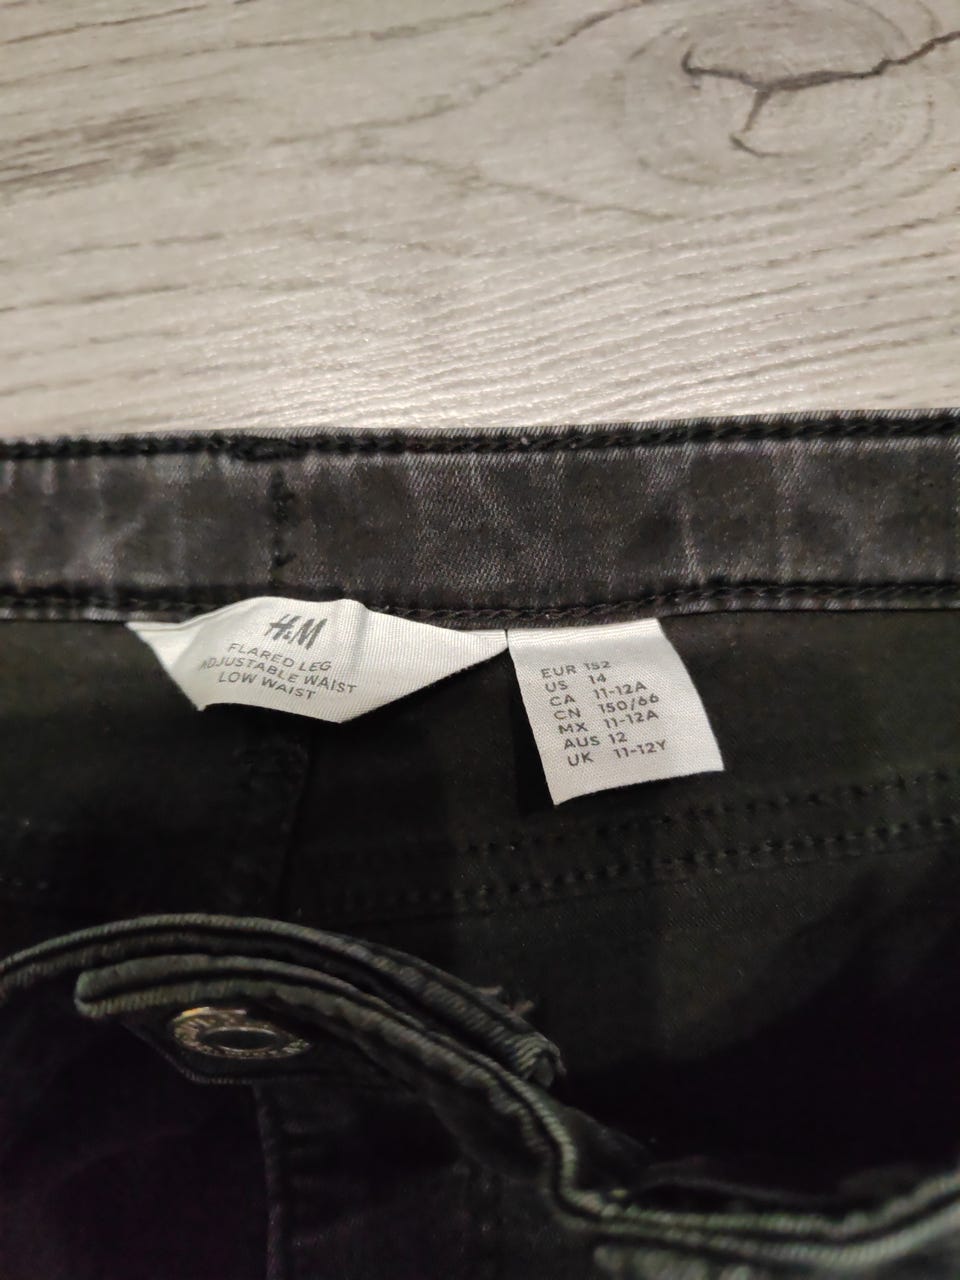 H&M
FLARED LEG
ADJUSTABLE WAIST
LOW WAIST
EUR 152
US 14
CA 11-12A
CN 150/66
MX 11-12A
AUS 12
UK 11-12Y